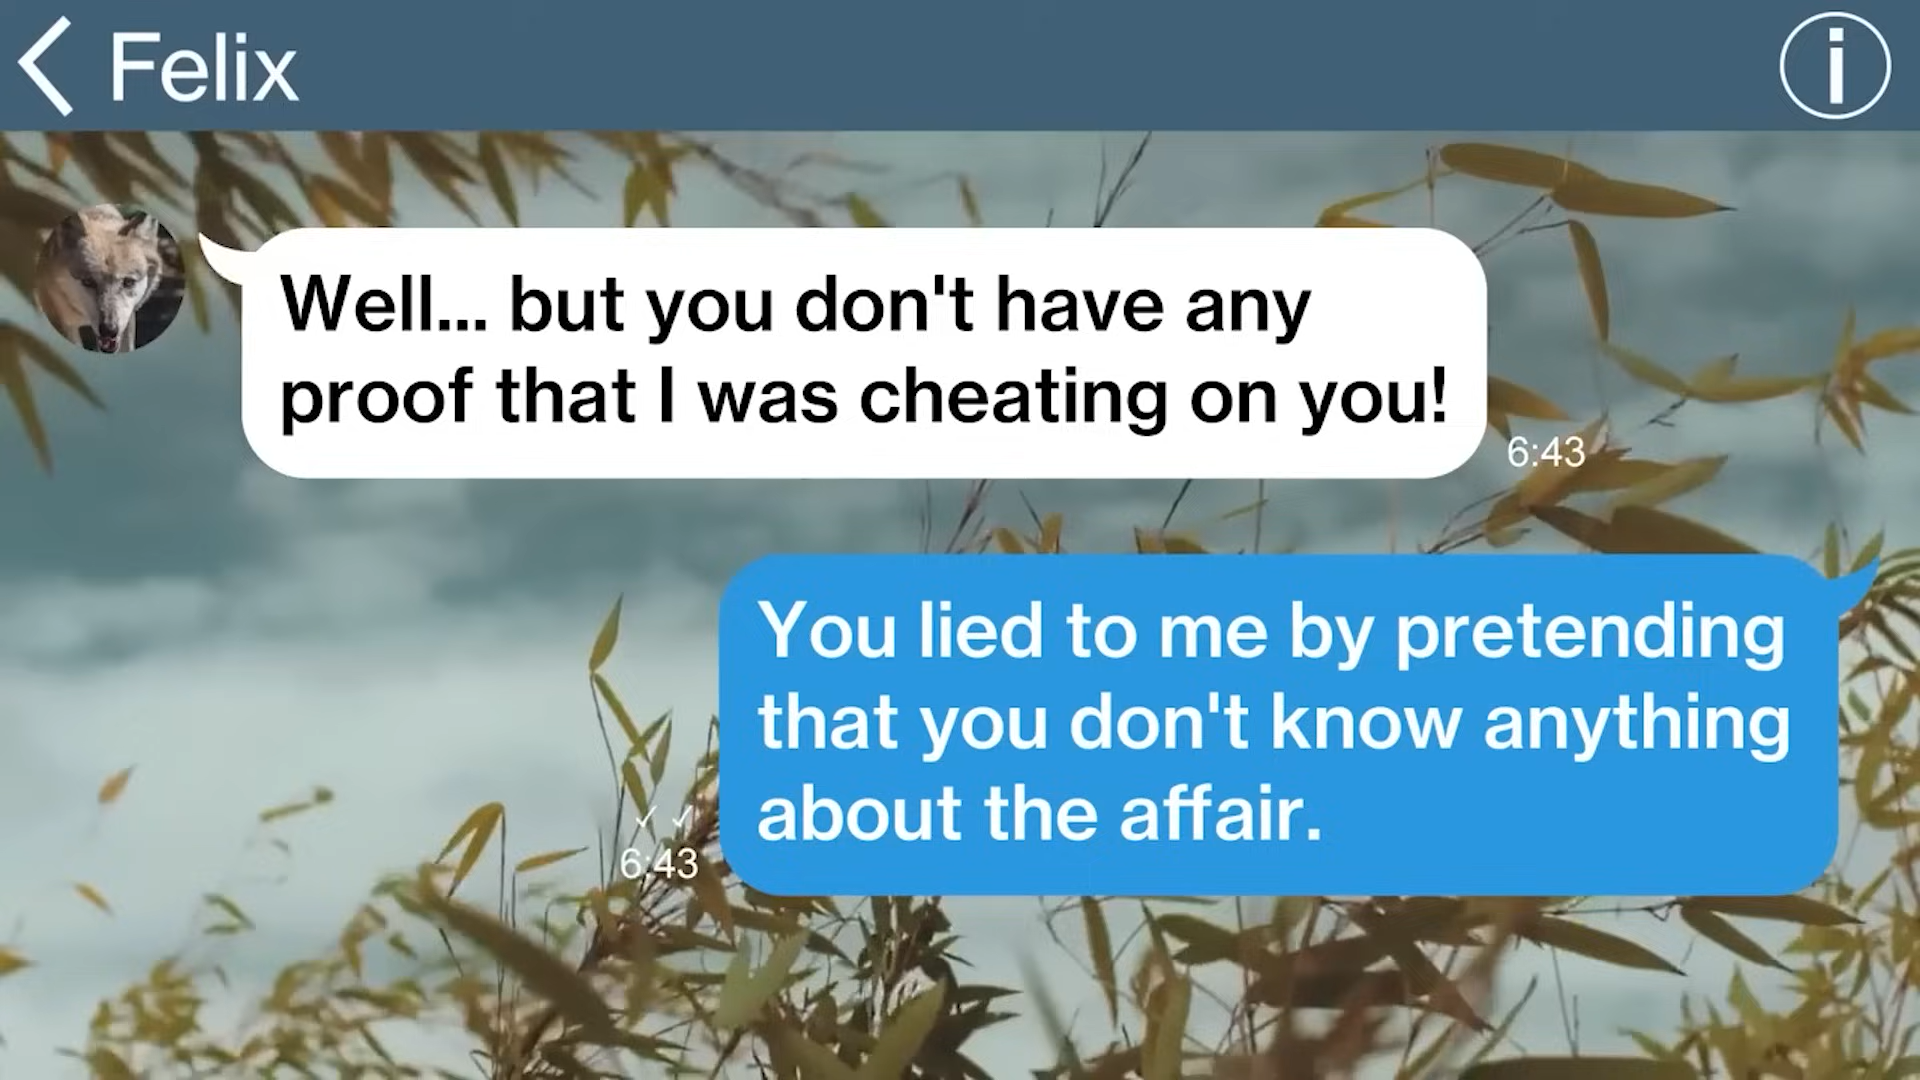 Felix
Well... but you don't have any
proof that I was cheating on you!
6:43
You lied to me by pretending
that you don't know anything
about the affair.
6:43